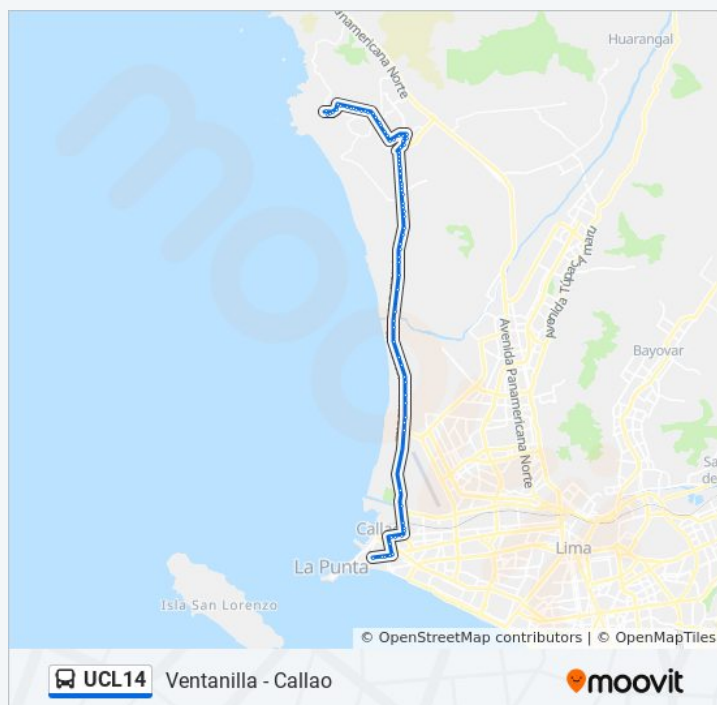 Huarangal
Panamericana Norte
Avenida Túpac Amaru
Avenida Panamericana Norte
Bayovar
Calla
Lima
La Punta
Isla San Lorenzo
© OpenStreetMap contributors | © OpenMapTiles
UCL14 Ventanilla - Callao
moovit